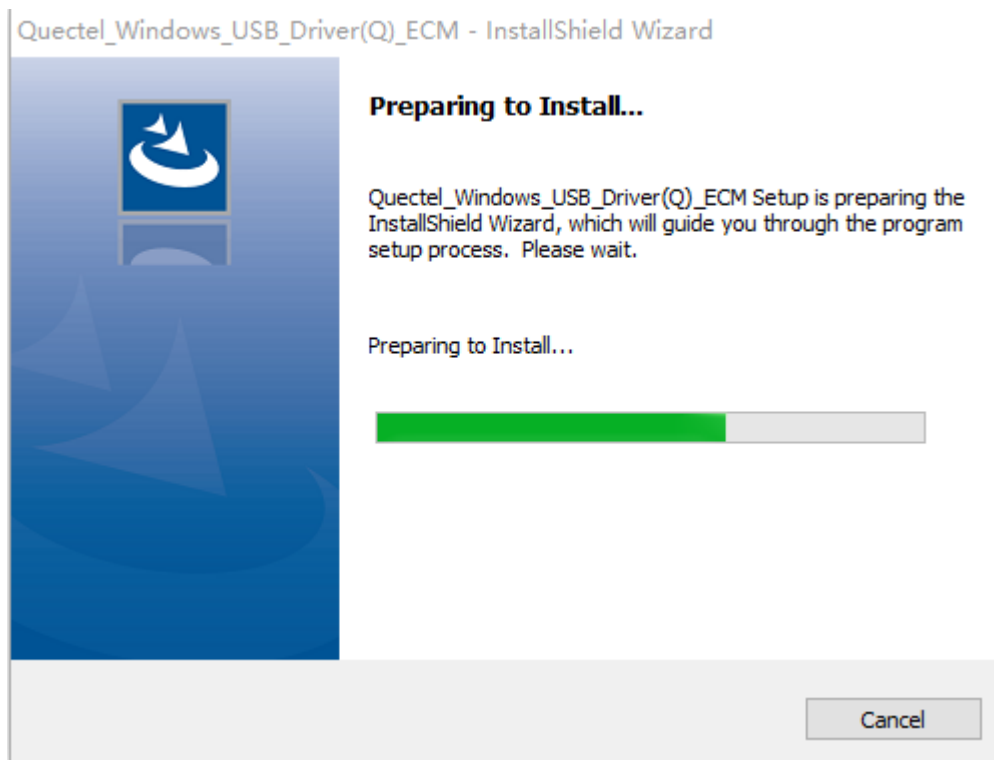 Quectel_Windows_USB_Driver(Q)_ECM - InstallShield Wizard
Preparing to Install...
Quectel_Windows_USB_Driver(Q)_ECM Setup is preparing the
InstallShield Wizard, which will guide you through the program
setup process.  Please wait.
Preparing to Install...
Cancel